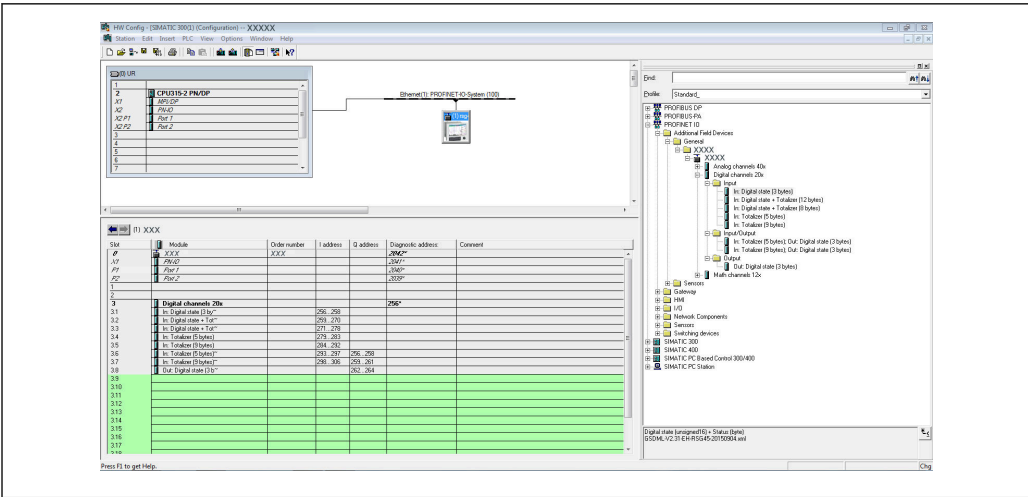 HW Config - [SIMATIC 300(1) (Configuration) -- XXXXX
Station Edit Insert PLC View Options Window Help
(0) UR
1
2 CPU315-2 PN/DP
X1 MPI/DP
X2 PN-IO
X2 P1 Port 1
X2 P2 Port 2
3
4
5
6
7
Ethernet(1): PROFINET-IO-System (100)
(1) XXX
Slot Module Order number I address Q address Diagnostic address: Comment
0 XXX XXX 2042*
X1 PN-IO 2041*
P1 Port 1 2040*
P2 Port 2 2039*
1
2
3 Digital channels 20x 256*
3.1 In: Digital state (3 by~ 256...258
3.2 In: Digital state + Tot~ 259...270
3.3 In: Digital state + Tot~ 271...278
3.4 In: Totalizer (5 bytes) 279...283
3.5 In: Totalizer (9 bytes) 284...292
3.6 In: Totalizer (5 bytes)~ 293...297 256...258
3.7 In: Totalizer (9 bytes)~ 298...306 259...261
3.8 Out: Digital state (3 b~ 262...264
3.9
3.10
3.11
3.12
3.13
3.14
3.15
3.16
3.17
3.18
Find:
Profile: Standard_
PROFIBUS DP
PROFIBUS-PA
PROFINET IO
Additional Field Devices
General
XXXX
XXXX
Analog channels 40x
Digital channels 20x
Input
In: Digital state (3 bytes)
In: Digital state + Totalizer (12 bytes)
In: Digital state + Totalizer (8 bytes)
In: Totalizer (5 bytes)
In: Totalizer (9 bytes)
Input/Output
In: Totalizer (5 bytes); Out: Digital state (3 bytes)
In: Totalizer (9 bytes); Out: Digital state (3 bytes)
Output
Out: Digital state (3 bytes)
Math channels 12x
Sensors
Gateway
HMI
I/O
Network Components
Sensors
Switching devices
SIMATIC 300
SIMATIC 400
SIMATIC PC Based Control 300/400
SIMATIC PC Station
Digital state (unsigned16) + Status (byte)
GSDML-V2.31-EH-RSG45-20150904.xml
Press F1 to get Help.
Chg